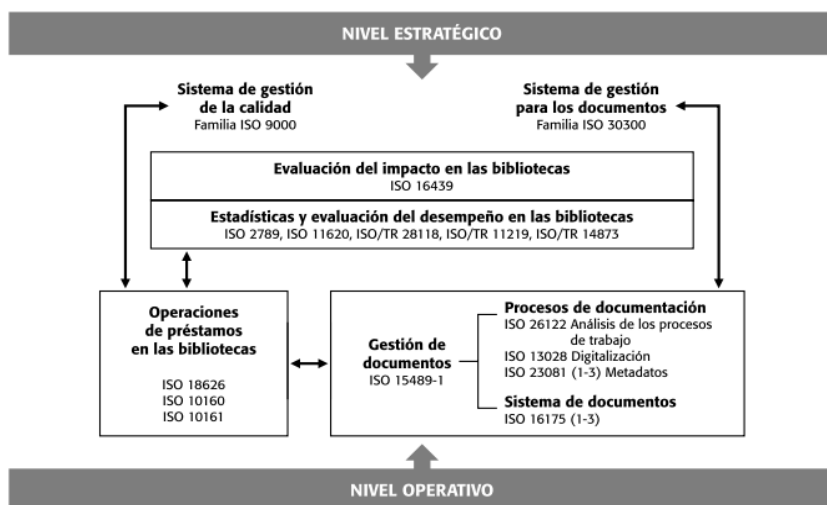 NIVEL ESTRATÉGICO
Sistema de gestión
de la calidad
Familia ISO 9000
Sistema de gestión
para los documentos
Familia ISO 30300
Evaluación del impacto en las bibliotecas
ISO 16439
Estadísticas y evaluación del desempeño en las bibliotecas
ISO 2789, ISO 11620, ISO/TR 28118, ISO/TR 11219, ISO/TR 14873
Operaciones
de préstamos
en las bibliotecas
ISO 18626
ISO 10160
ISO 10161
Gestión de
documentos
ISO 15489-1
Procesos de documentación
ISO 26122 Análisis de los procesos
de trabajo
ISO 13028 Digitalización
ISO 23081 (1-3) Metadatos
Sistema de documentos
ISO 16175 (1-3)
NIVEL OPERATIVO